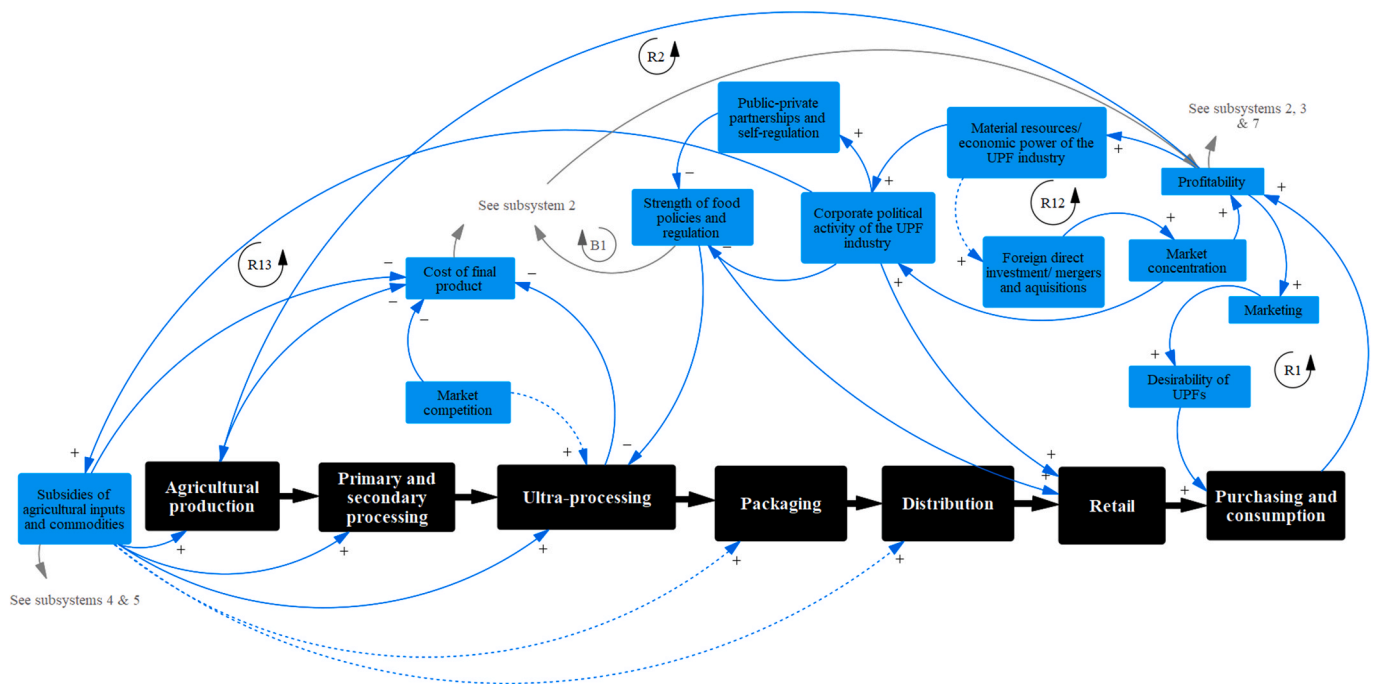 R2
Public-private
partnerships and
self-regulation
Material resources/
economic power of the
UPF industry
See subsystems 2, 3
& 7
+
+
+
Profitability
+
+
+
+
−
See subsystem 2
Strength of food
policies and
regulation
Corporate political
activity of the UPF
industry
R12
B1
R13
−
−
−
−
−
−
Cost of final
product
+
+
Foreign direct
investment/ mergers
and aquisitions
Market
concentration
+
Marketing
+
Desirability of
UPFs
R1
Market
competition
+
+
−
+
+
+
Subsidies of
agricultural inputs
and commodities
Agricultural
production
Primary and
secondary
processing
Ultra-processing
Packaging
Distribution
Retail
Purchasing and
consumption
+
+
+
+
+
See subsystems 4 & 5